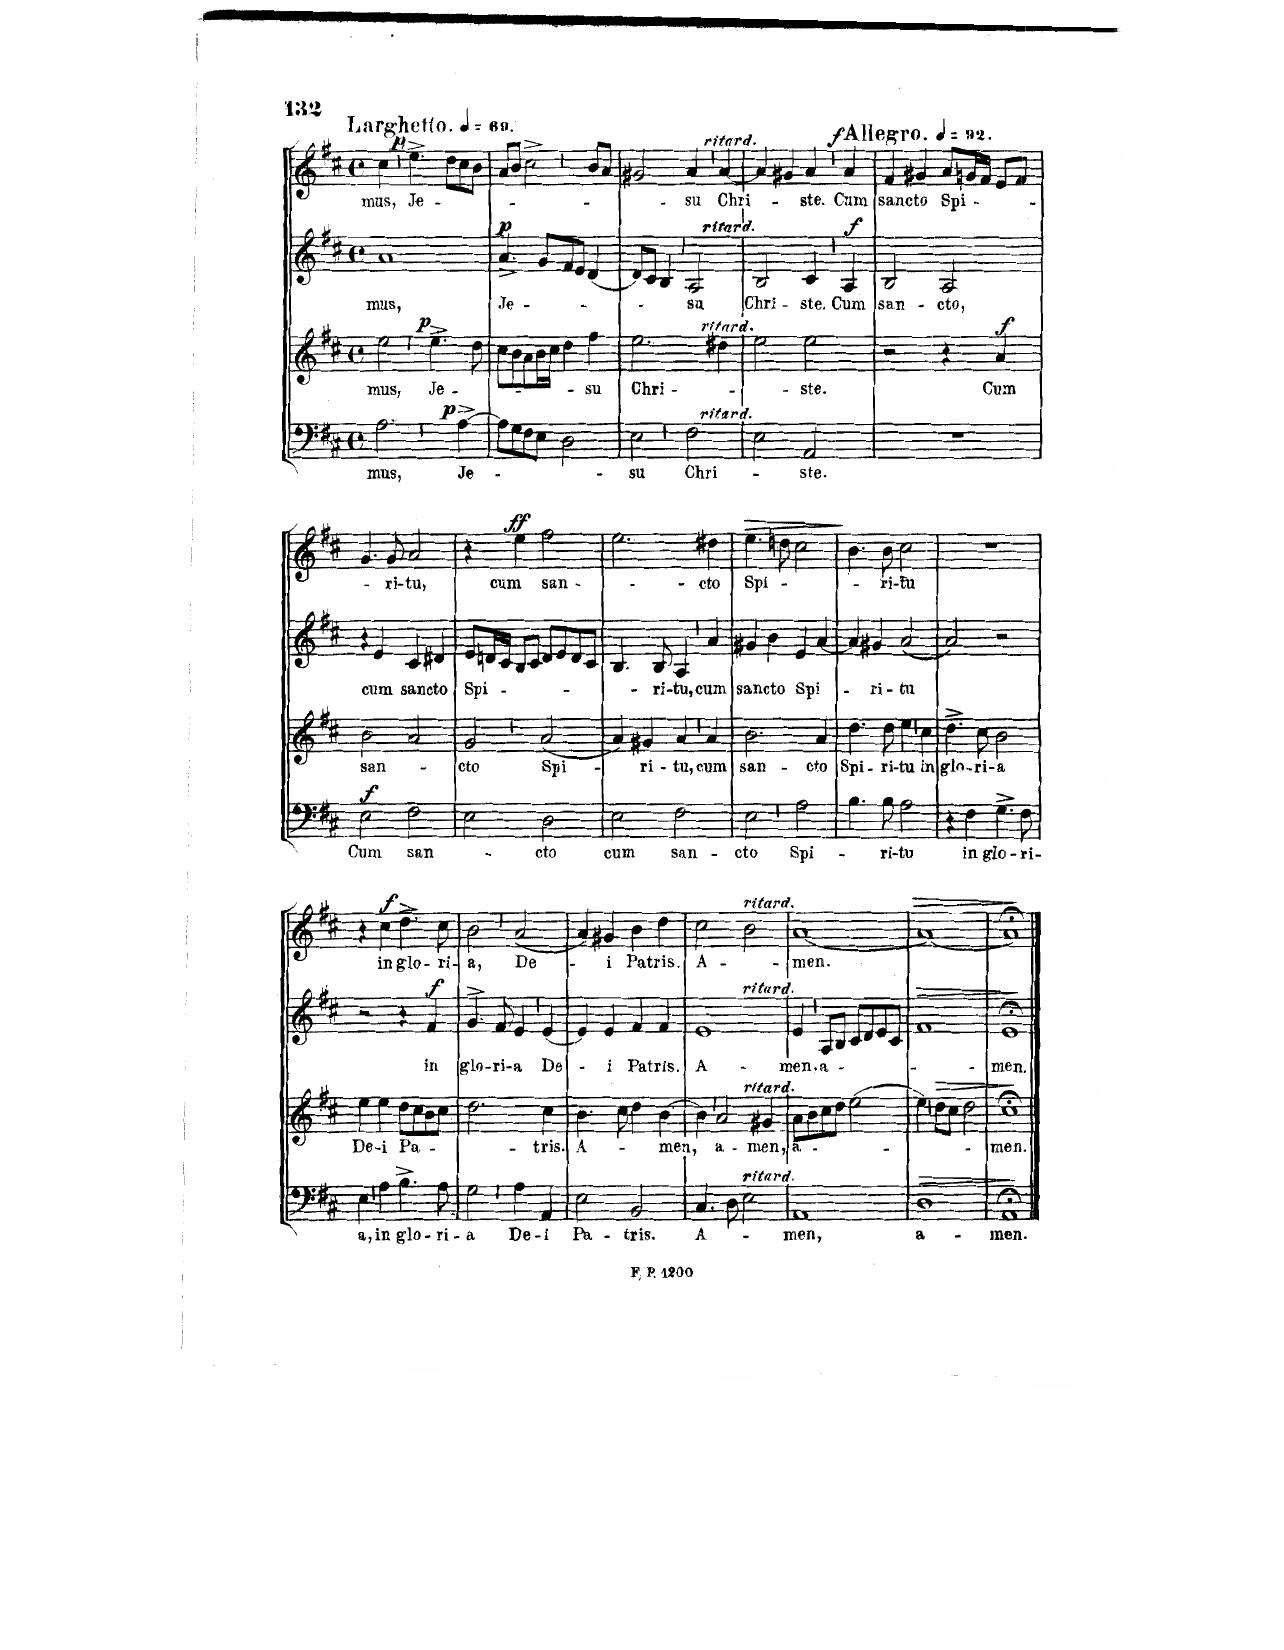 132
Larghetto. = 69.
p
ritard.
f Allegro. = 92.
mus, Je - su Chri - ste. Cum sancto Spi -
p
ritard.
f
mus, Je - su Chri - ste. Cum san - cto,
p
ritard.
f
mus, Je - su Chri - ste. Cum
p
ritard.
mus, Je - su Chri - ste.
ff
- ri-tu, cum san - cto Spi - ri-tu
cum sancto Spi - ri-tu, cum sancto Spi - ri-tu
san - cto Spi - ri-tu, cum san - cto Spi-ri-tu in glo-ri-a
f
Cum san - cto cum san - cto Spi - ri-tu in glo-ri-
f
ritard.
in glo-ri-a, De - i Patris. A - men.
f
ritard.
in glo-ri-a De - i Patris. A - men. a - men.
ritard.
De-i Pa - tris. A - men, a - men, a - men.
ritard.
a, in glo-ri-a De-i Pa - tris. A - men, a - men.
F. P. 1200